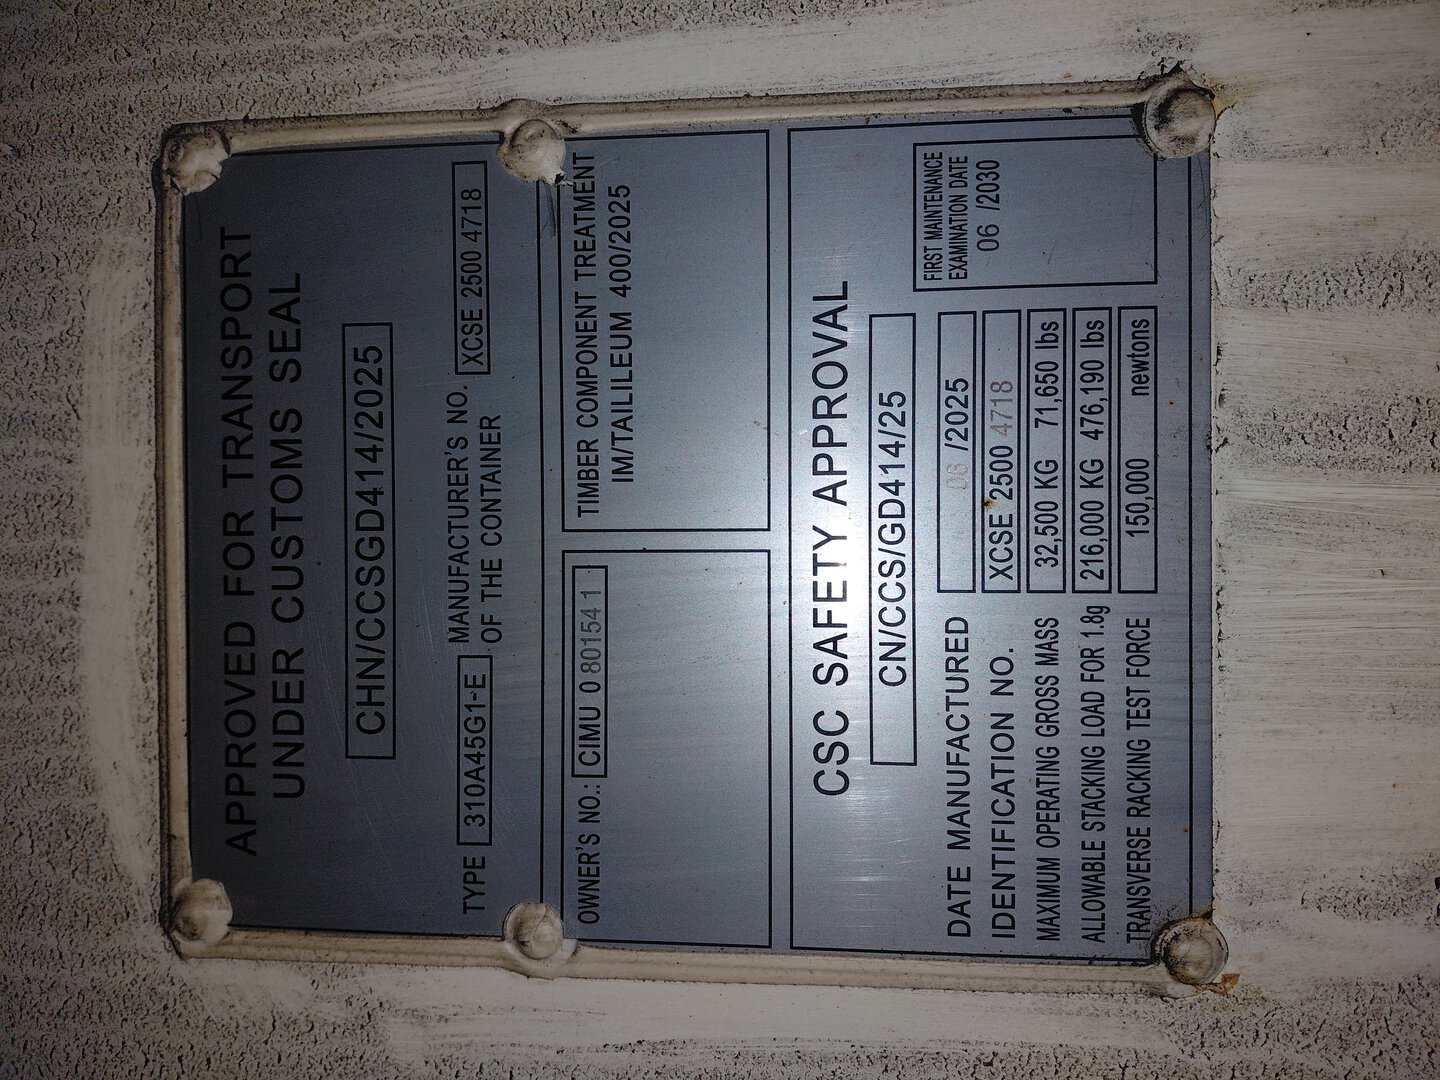 APPROVED FOR TRANSPORT
UNDER CUSTOMS SEAL
CHN/CCSGD414/2025
TYPE 310A45G1-E MANUFACTURER'S NO. OF THE CONTAINER XCSE 2500 4718
OWNER'S NO.: CIMU 0 80154 1
TIMBER COMPONENT TREATMENT
IM/TAILILEUM 400/2025
CSC SAFETY APPROVAL
CN/CCS/GD414/25
DATE MANUFACTURED 06 /2025
IDENTIFICATION NO. XCSE 2500 4718
MAXIMUM OPERATING GROSS MASS 32,500 KG 71,650 lbs
ALLOWABLE STACKING LOAD FOR 1.8g 216,000 KG 476,190 lbs
TRANSVERSE RACKING TEST FORCE 150,000 newtons
FIRST MAINTENANCE
EXAMINATION DATE
06 /2030